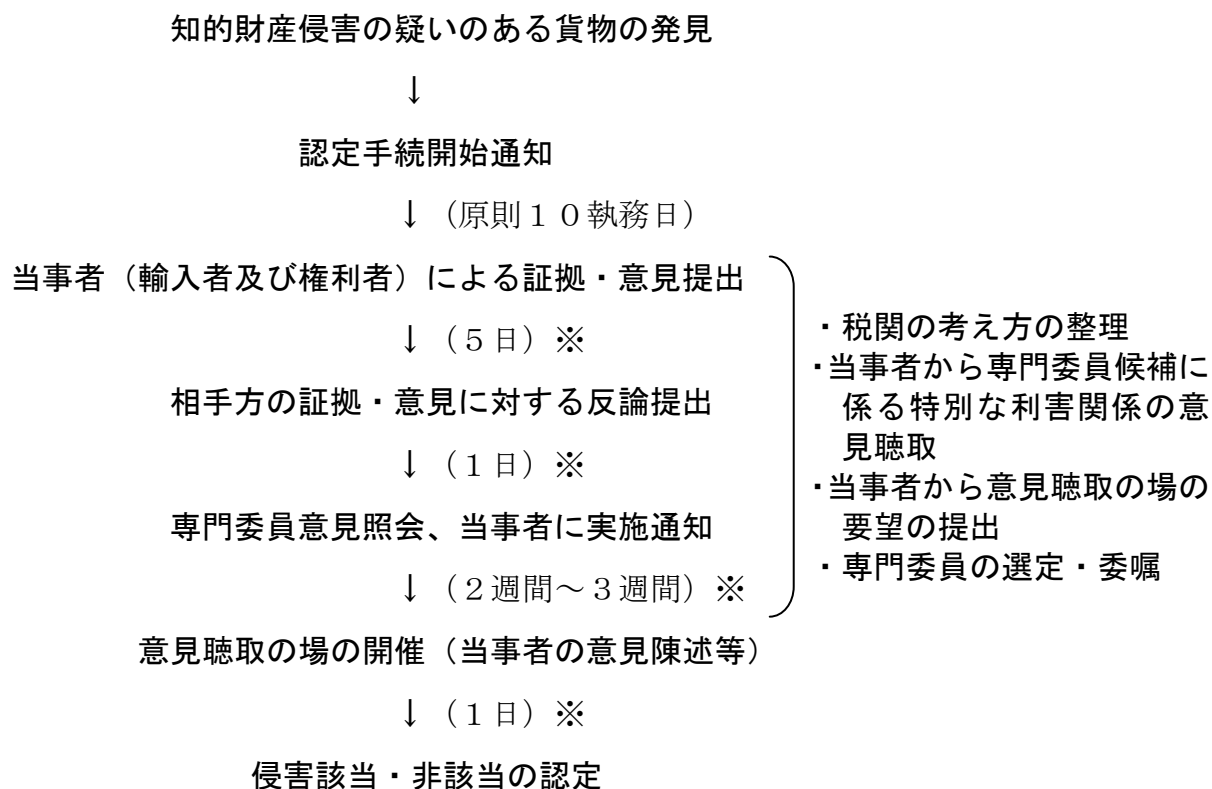 知的財産侵害の疑いのある貨物の発見
↓
認定手続開始通知
↓（原則１０執務日）
当事者（輸入者及び権利者）による証拠・意見提出
↓（５日）※
相手方の証拠・意見に対する反論提出
↓（１日）※
専門委員意見照会、当事者に実施通知
↓（２週間～３週間）※
意見聴取の場の開催（当事者の意見陳述等）
↓（１日）※
侵害該当・非該当の認定
・税関の考え方の整理
・当事者から専門委員候補に
係る特別な利害関係の意
見聴取
・当事者から意見聴取の場の
要望の提出
・専門委員の選定・委嘱